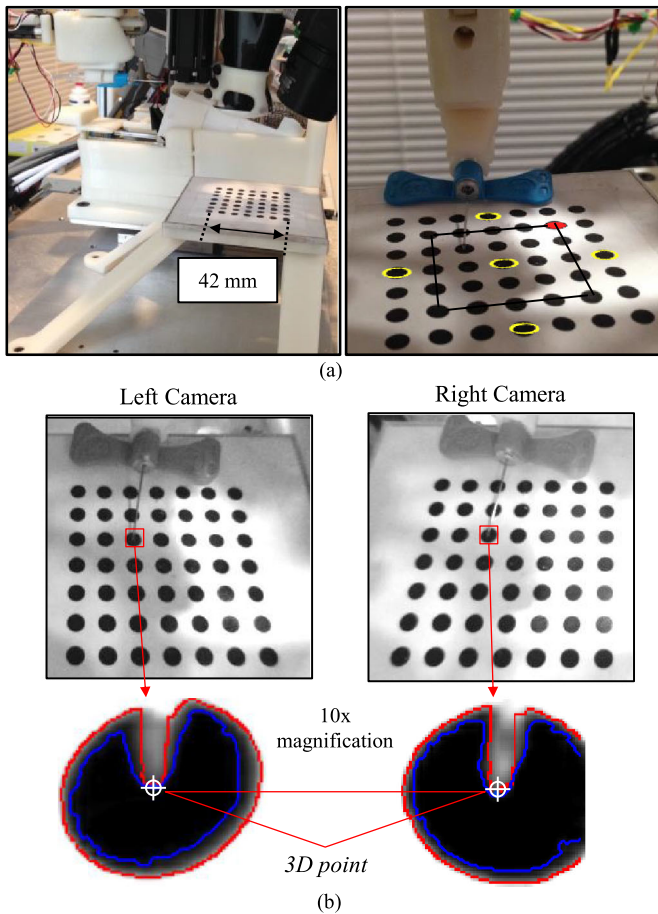 42 mm
(a)
Left Camera
Right Camera
10x
magnification
3D point
(b)